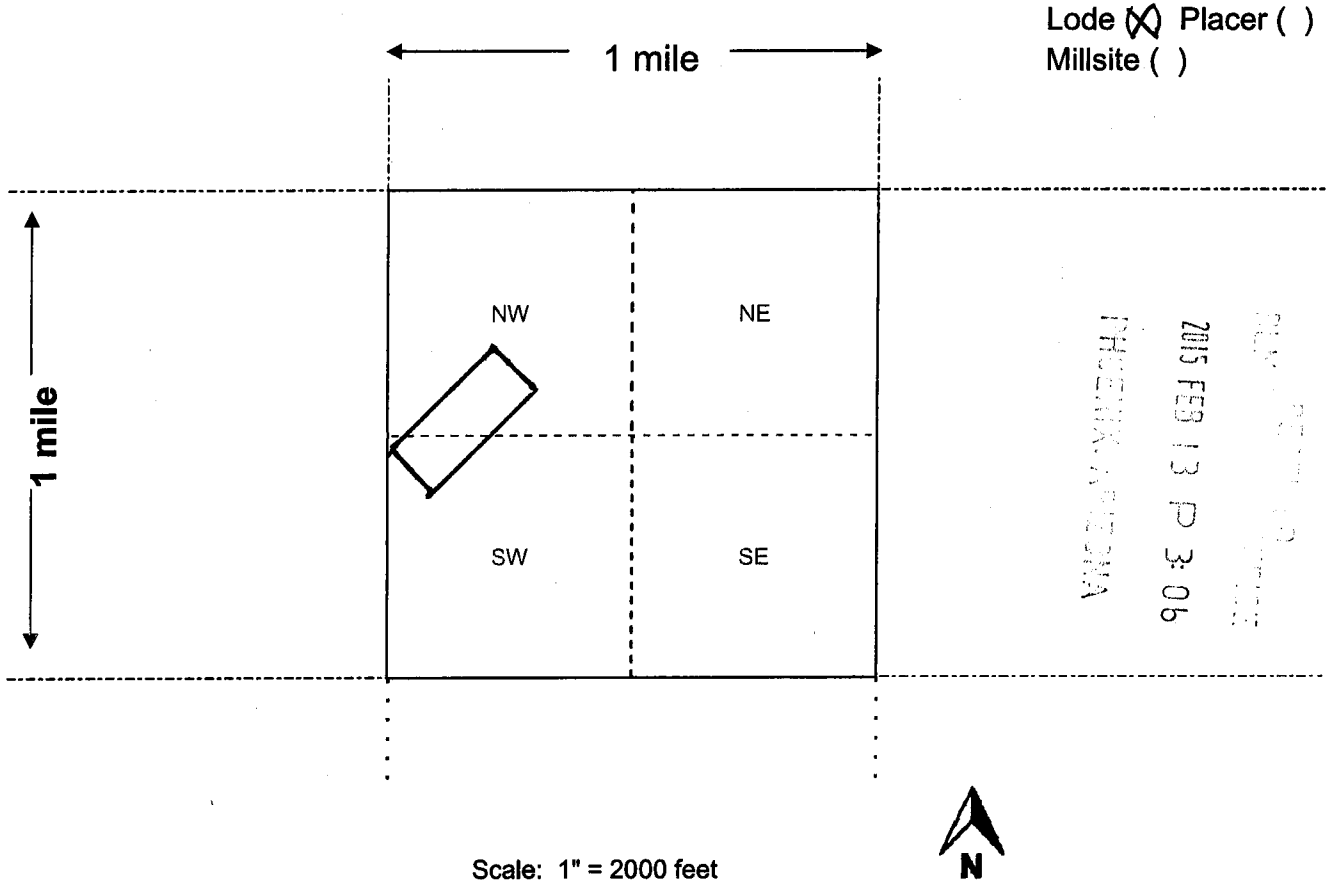 Lode (X) Placer ( )
Millsite ( )
1 mile
1 mile
NW
NE
SW
SE
2015 FEB 13 P 3:06
PHOENIX, ARIZONA
Scale: 1" = 2000 feet
N